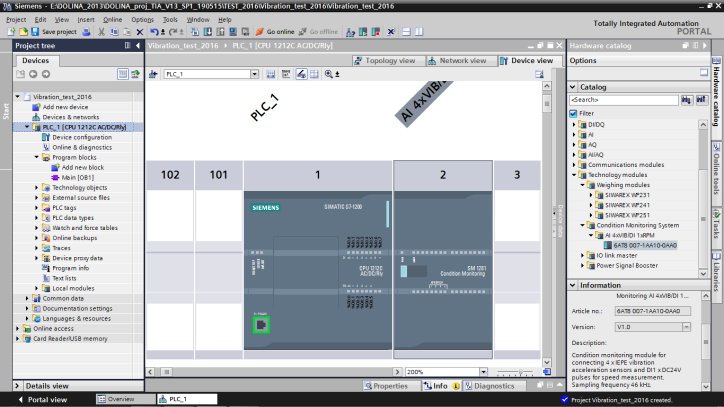 Siemens - E:\DOLINA_2013\DOLINA_proj_TIA_V13_SP1_190515\TEST_2016\Vibration_test_2016\Vibration_test_2016
Project Edit View Insert Online Options Tools Window Help
Totally Integrated Automation
PORTAL
Save project
Go online
Go offline
Project tree
Devices
Vibration_test_2016
Add new device
Devices & networks
PLC_1 [CPU 1212C AC/DC/Rly]
Device configuration
Online & diagnostics
Program blocks
Add new block
Main [OB1]
Technology objects
External source files
PLC tags
PLC data types
Watch and force tables
Online backups
Traces
Device proxy data
Program info
Text lists
Local modules
Common data
Documentation settings
Languages & resources
Online access
Card Reader/USB memory
Details view
Start
Vibration_test_2016 ▸ PLC_1 [CPU 1212C AC/DC/Rly]
Topology view
Network view
Device view
PLC_1
PLC_1
AI 4xVIB/
102 101 1 2 3
SIEMENS
SIMATIC S7-1200
CPU 1212C
AC/DC/Rly
SM 1281
Condition Monitoring
200%
Properties
Info
Diagnostics
Hardware catalog
Options
Catalog
<Search>
Filter
DI/DQ
AI
AQ
AI/AQ
Communications modules
Technology modules
Weighing modules
SIWAREX WP231
SIWAREX WP241
SIWAREX WP251
Condition Monitoring System
AI 4xVIB/DI 1xRPM
6AT8 007-1AA10-0AA0
IO link master
Power Signal Booster
Information
Monitoring AI 4xVIB/DI 1...
Article no.: 6AT8 007-1AA10-0AA0
Version: V1.0
Description:
Condition monitoring module for
connecting 4 x IEPE vibration
acceleration sensors and DI1 x DC24V
pulses for speed measurement.
Sampling frequency 46 kHz
Hardware catalog
Online tools
Tasks
Libraries
Portal view
Overview
PLC_1
Project Vibration_test_2016 created.